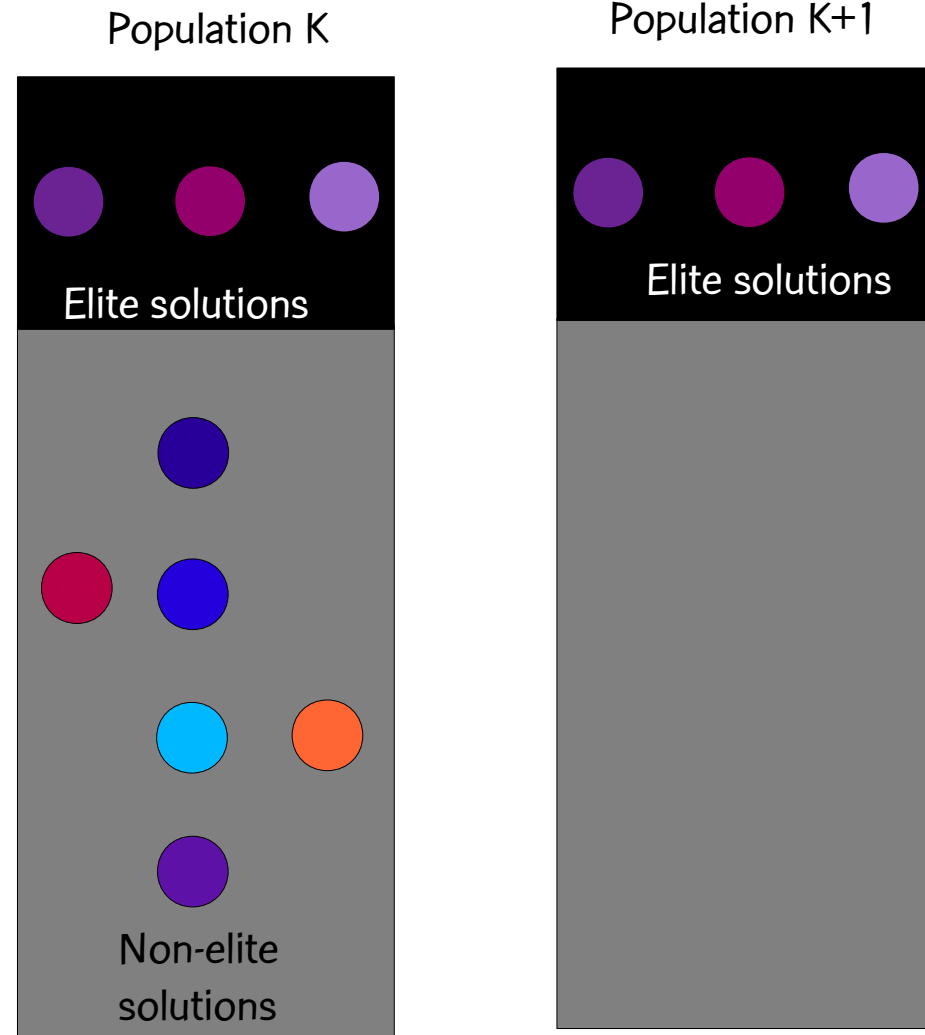 Population K
Population K+1
Elite solutions
Elite solutions
Non-elite
solutions